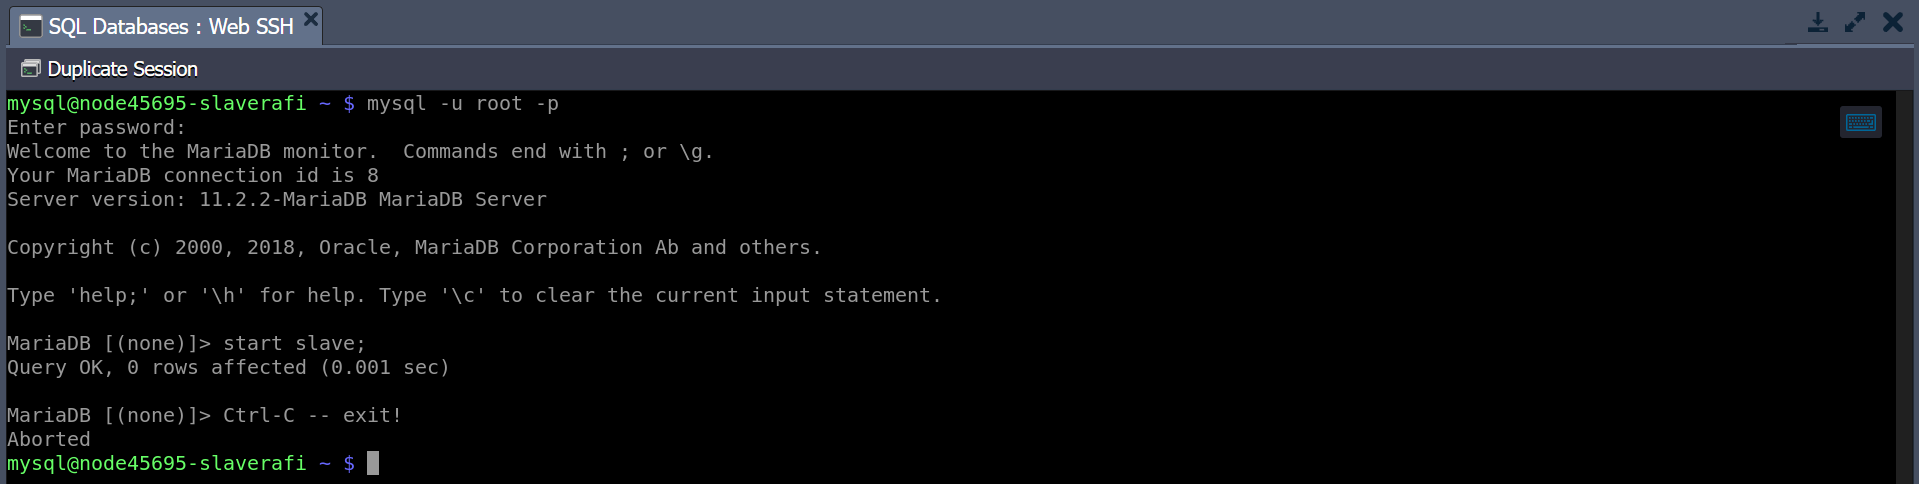 SQL Databases : Web SSH
Duplicate Session
mysql@node45695-slaverafi ~ $ mysql -u root -p
Enter password:
Welcome to the MariaDB monitor.  Commands end with ; or \g.
Your MariaDB connection id is 8
Server version: 11.2.2-MariaDB MariaDB Server
Copyright (c) 2000, 2018, Oracle, MariaDB Corporation Ab and others.
Type 'help;' or '\h' for help. Type '\c' to clear the current input statement.
MariaDB [(none)]> start slave;
Query OK, 0 rows affected (0.001 sec)
MariaDB [(none)]> Ctrl-C -- exit!
Aborted
mysql@node45695-slaverafi ~ $